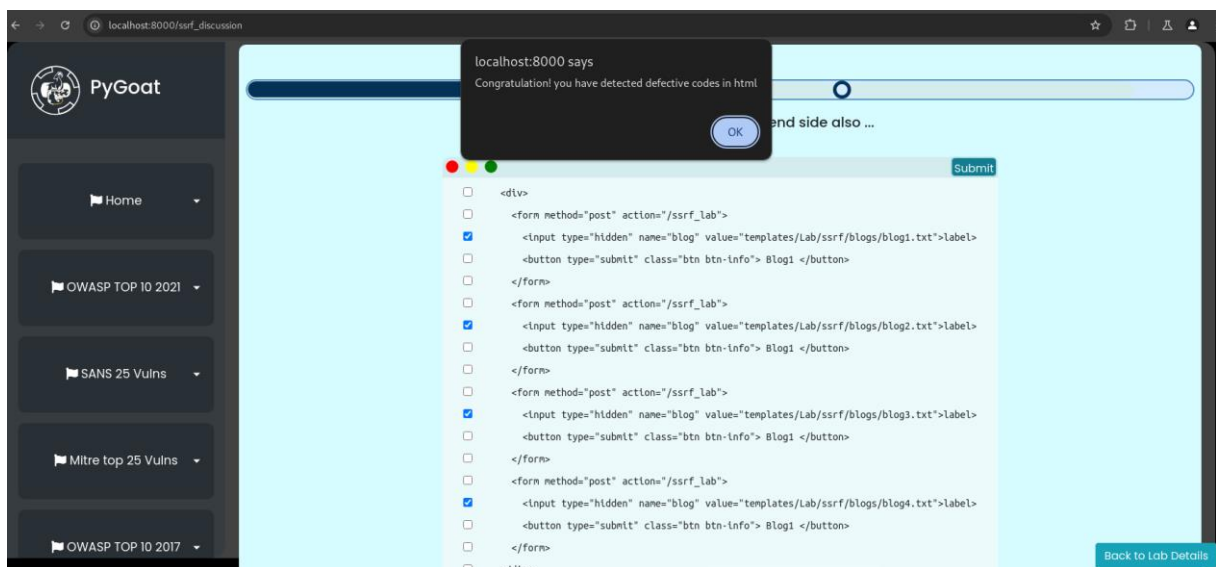 localhost:8000/ssrf_discussion
PyGoat
Home
OWASP TOP 10 2021
SANS 25 Vulns
Mitre top 25 Vulns
OWASP TOP 10 2017
localhost:8000 says
Congratulation! you have detected defective codes in html
OK
end side also ...
Submit
<div>
<form method="post" action="/ssrf_lab">
<input type="hidden" name="blog" value="templates/Lab/ssrf/blogs/blog1.txt">label>
<button type="submit" class="btn btn-info"> Blog1 </button>
</form>
<form method="post" action="/ssrf_lab">
<input type="hidden" name="blog" value="templates/Lab/ssrf/blogs/blog2.txt">label>
<button type="submit" class="btn btn-info"> Blog1 </button>
</form>
<form method="post" action="/ssrf_lab">
<input type="hidden" name="blog" value="templates/Lab/ssrf/blogs/blog3.txt">label>
<button type="submit" class="btn btn-info"> Blog1 </button>
</form>
<form method="post" action="/ssrf_lab">
<input type="hidden" name="blog" value="templates/Lab/ssrf/blogs/blog4.txt">label>
<button type="submit" class="btn btn-info"> Blog1 </button>
</form>
Back to Lab Details